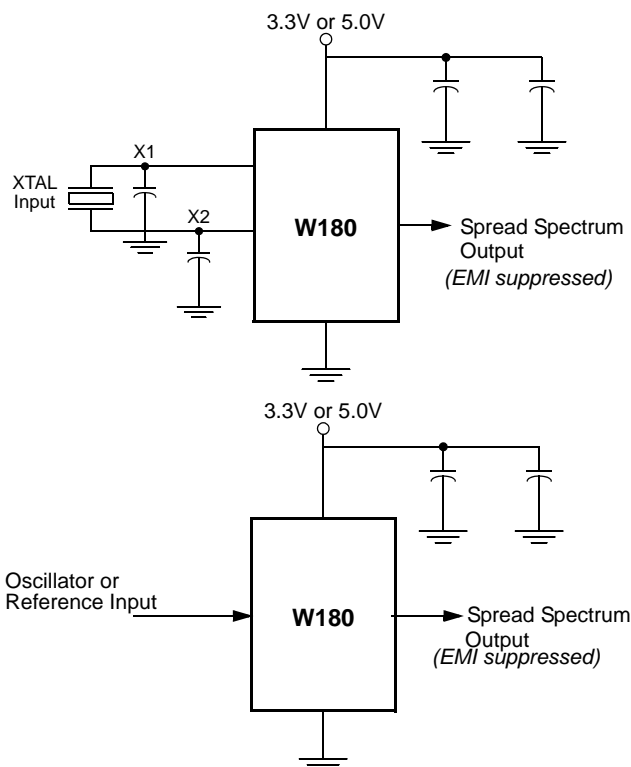 3.3V or 5.0V
X1
XTAL
Input
X2
W180
Spread Spectrum
Output
(EMI suppressed)
3.3V or 5.0V
Oscillator or
Reference Input
W180
Spread Spectrum
Output
(EMI suppressed)